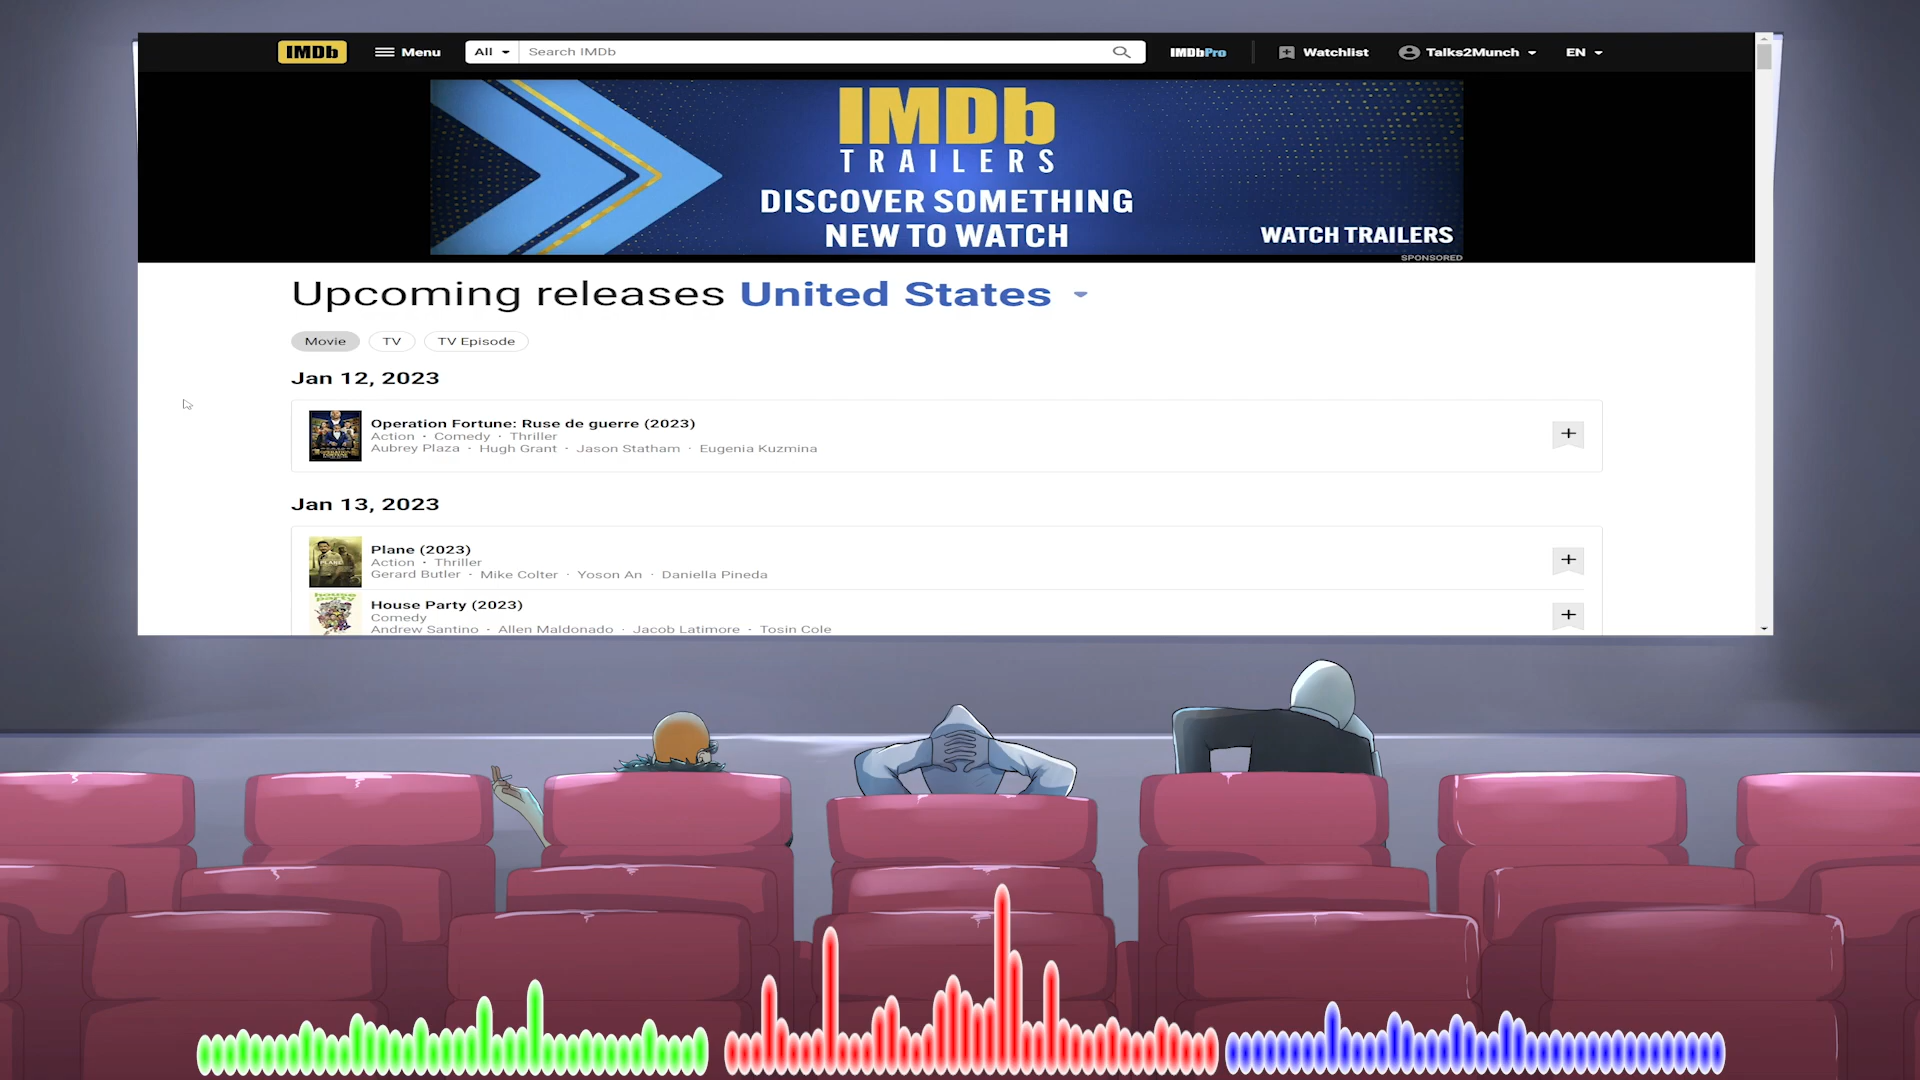 IMDb Menu All Search IMDb IMDbPro Watchlist Talks2Munch EN
IMDb
TRAILERS
DISCOVER SOMETHING
NEW TO WATCH
WATCH TRAILERS
SPONSORED
Upcoming releases United States
Movie TV TV Episode
Jan 12, 2023
Operation Fortune: Ruse de guerre (2023)
Action · Comedy · Thriller
Aubrey Plaza · Hugh Grant · Jason Statham · Eugenia Kuzmina
Jan 13, 2023
Plane (2023)
Action · Thriller
Gerard Butler · Mike Colter · Yoson An · Daniella Pineda
house
party
House Party (2023)
Comedy
Andrew Santino · Allen Maldonado · Jacob Latimore · Tosin Cole